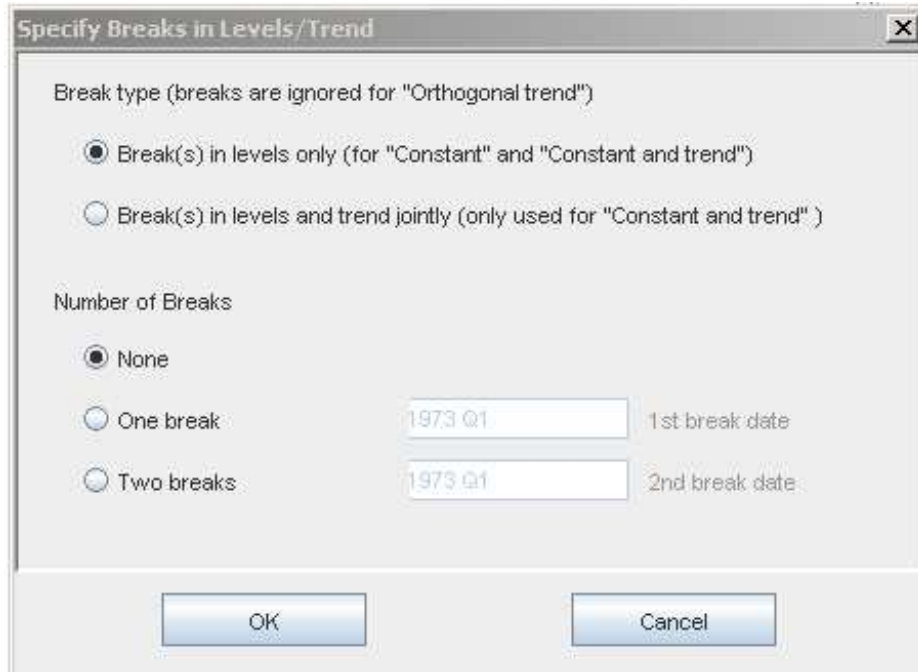 Specify Breaks in Levels/Trend
Break type (breaks are ignored for "Orthogonal trend")
Break(s) in levels only (for "Constant" and "Constant and trend")
Break(s) in levels and trend jointly (only used for "Constant and trend" )
Number of Breaks
None
One break 1973 Q1 1st break date
Two breaks 1973 Q1 2nd break date
OK Cancel